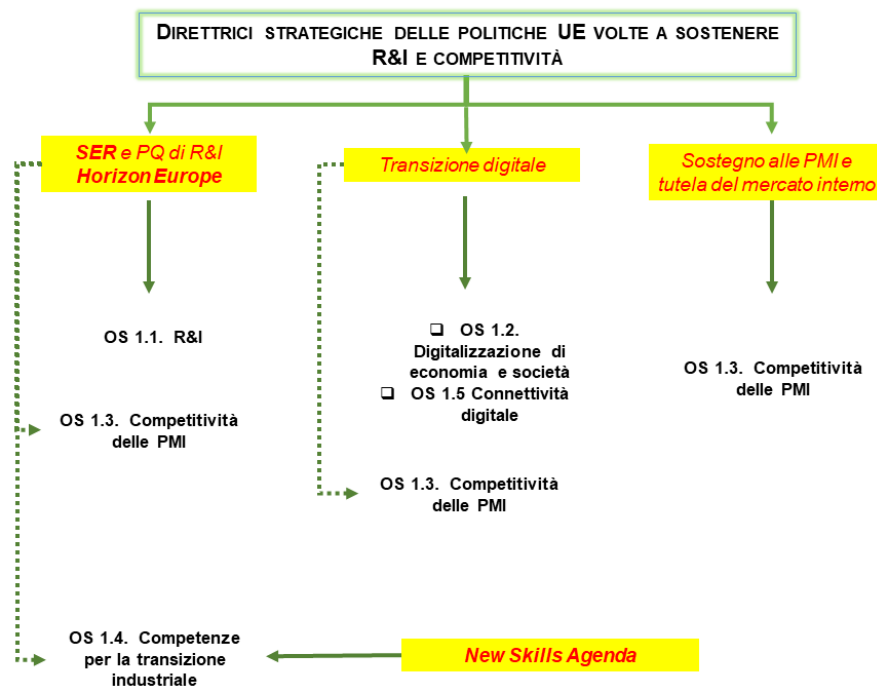 DIRETTRICI STRATEGICHE DELLE POLITICHE UE VOLTE A SOSTENERE
R&I E COMPETITIVITÀ
SER e PQ di R&I
Horizon Europe
Transizione digitale
Sostegno alle PMI e
tutela del mercato interno
OS 1.1. R&I
❑ OS 1.2.
Digitalizzazione di
economia e società
❑ OS 1.5 Connettività
digitale
OS 1.3. Competitività
delle PMI
OS 1.3. Competitività
delle PMI
OS 1.3. Competitività
delle PMI
OS 1.4. Competenze
per la transizione
industriale
New Skills Agenda